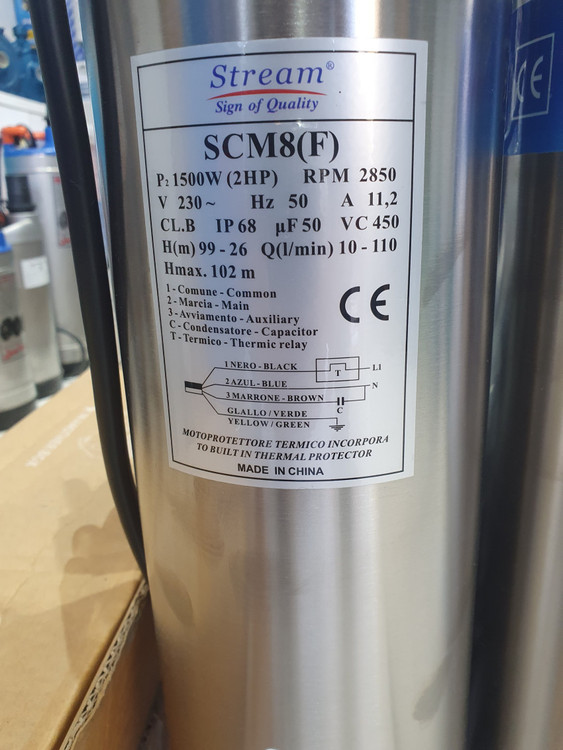 Stream®
Sign of Quality
SCM8(F)
P2 1500W (2HP) RPM 2850
V 230~ Hz 50 A 11,2
CL.B IP 68 µF 50 VC 450
H(m) 99 - 26 Q(l/min) 10 - 110
Hmax. 102 m
1 - Comune - Common
2 - Marcia - Main
3 - Avviamento - Auxiliary
C - Condensatore - Capacitor
T - Termico - Thermic relay
CE
1 NERO - BLACK T L1
2 AZUL - BLUE N
3 MARRONE - BROWN C
GLALLO / VERDE
YELLOW / GREEN
MOTOPROTETTORE TERMICO INCORPORA
TO BUILT IN THERMAL PROTECTOR
MADE IN CHINA
CE